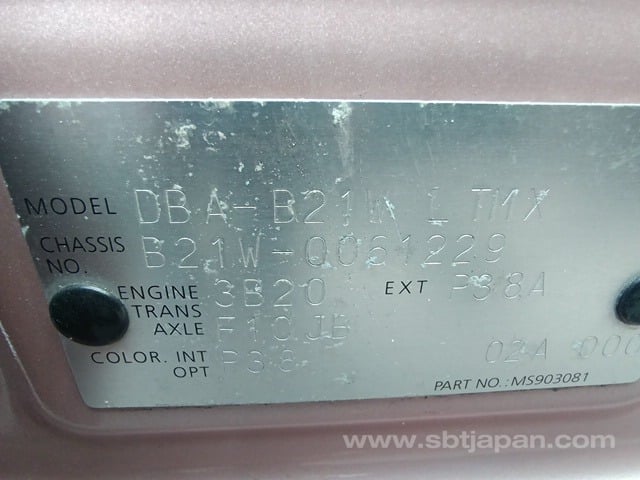 MODEL DBA-B21W LTMX
CHASSIS NO. B21W-0061229
ENGINE 3B20 EXT P38A
TRANS AXLE F1CJB
COLOR. INT OPT P38 02A 000
PART NO.: MS903081
www.sbtjapan.com